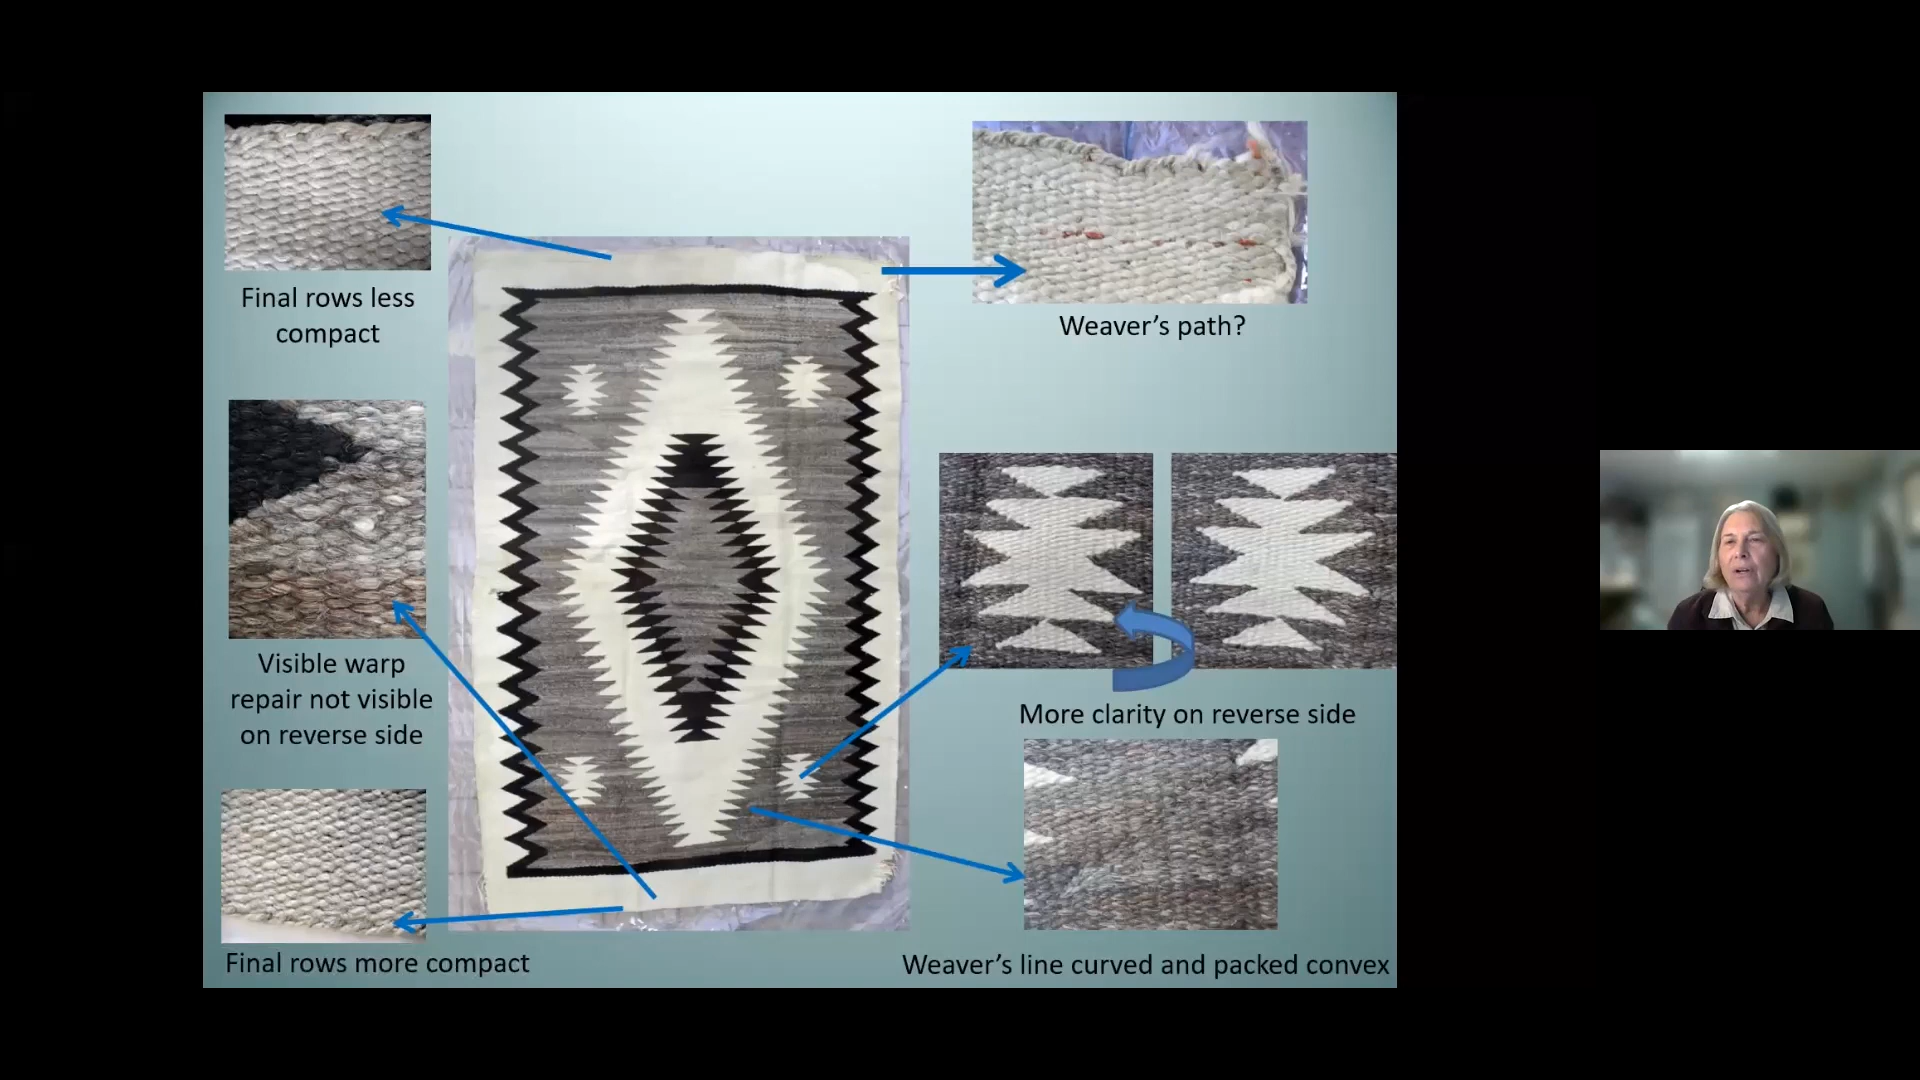 Final rows less
compact
Weaver’s path?
Visible warp
repair not visible
on reverse side
More clarity on reverse side
Final rows more compact
Weaver’s line curved and packed convex